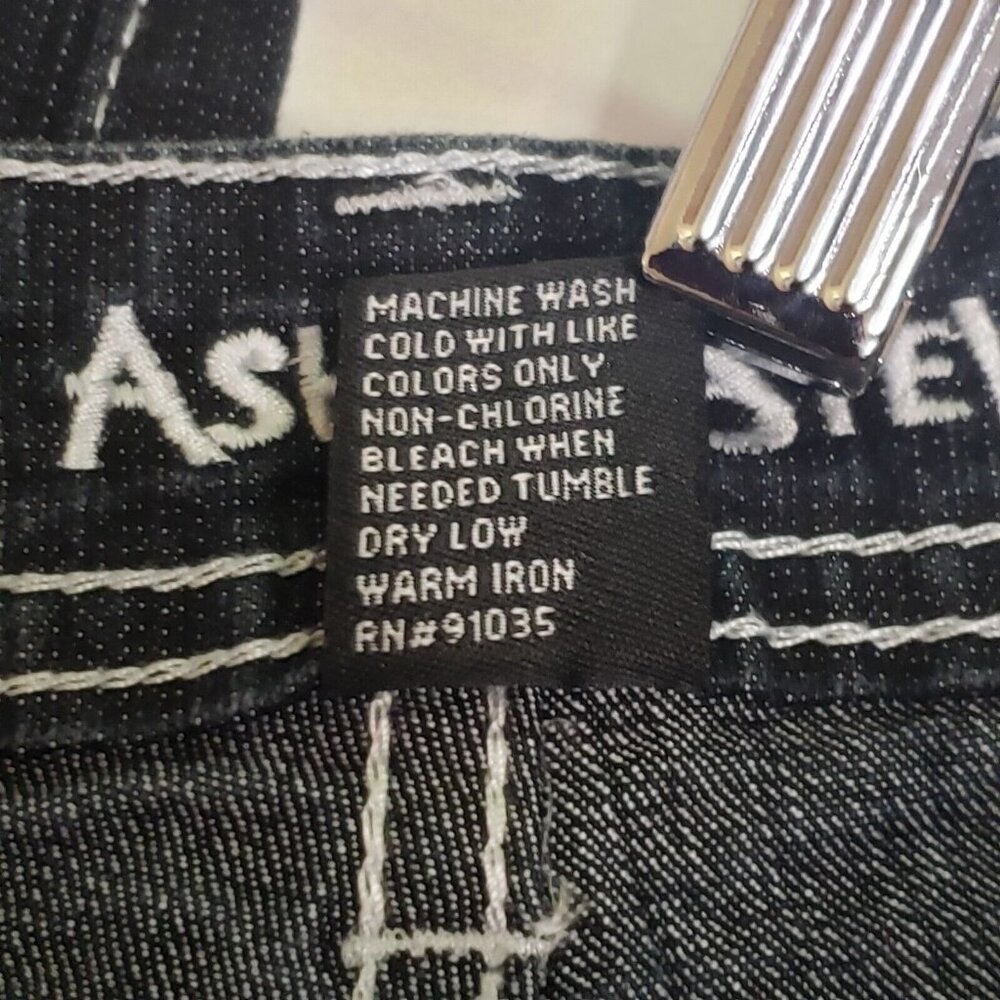 MACHINE WASH
COLD WITH LIKE
COLORS ONLY
NON-CHLORINE
BLEACH WHEN
NEEDED TUMBLE
DRY LOW
WARM IRON
RN#91035